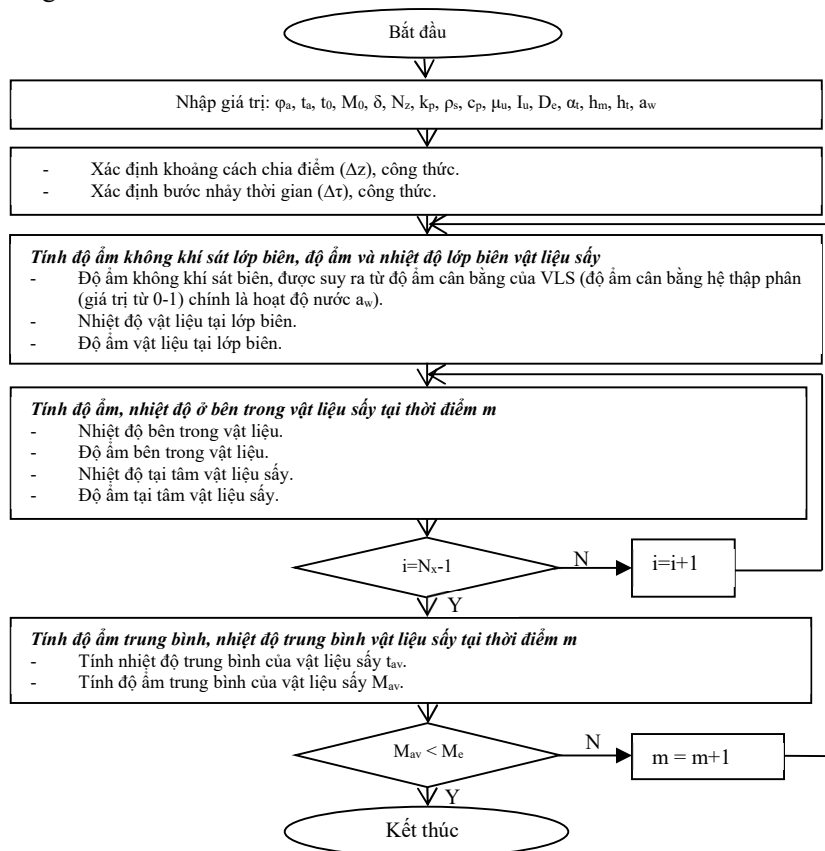 Bắt đầu
Nhập giá trị: φa, ta, t0, M0, δ, Nz, kp, ρs, cp, μu, Iu, De, αt, hm, ht, aw
- Xác định khoảng cách chia điểm (Δz), công thức.
- Xác định bước nhảy thời gian (Δτ), công thức.
Tính độ ẩm không khí sát lớp biên, độ ẩm và nhiệt độ lớp biên vật liệu sấy
- Độ ẩm không khí sát biên, được suy ra từ độ ẩm cân bằng của VLS (độ ẩm cân bằng hệ thập phân
(giá trị từ 0-1) chính là hoạt độ nước aw).
- Nhiệt độ vật liệu tại lớp biên.
- Độ ẩm vật liệu tại lớp biên.
Tính độ ẩm, nhiệt độ ở bên trong vật liệu sấy tại thời điểm m
- Nhiệt độ bên trong vật liệu.
- Độ ẩm bên trong vật liệu.
- Nhiệt độ tại tâm vật liệu sấy.
- Độ ẩm tại tâm vật liệu sấy.
i=Nx-1
N
i=i+1
Y
Tính độ ẩm trung bình, nhiệt độ trung bình vật liệu sấy tại thời điểm m
- Tính nhiệt độ trung bình của vật liệu sấy tav.
- Tính độ ẩm trung bình của vật liệu sấy Mav.
Mav < Me
N
m = m+1
Y
Kết thúc